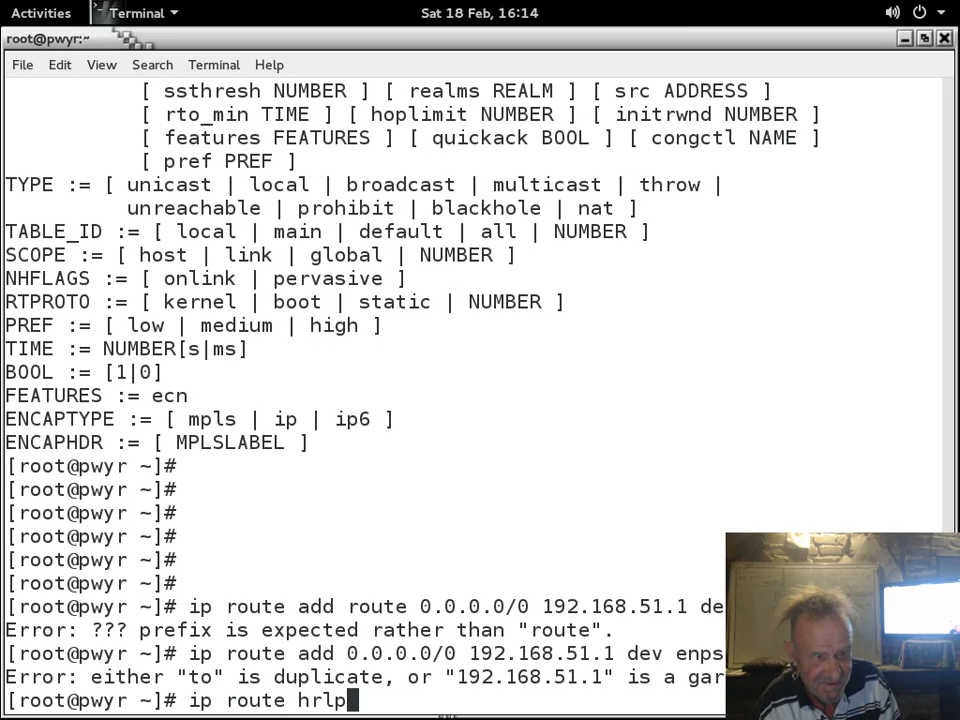 Activities Terminal Sat 18 Feb, 16:14
root@pwyr:~
File Edit View Search Terminal Help
[ ssthresh NUMBER ] [ realms REALM ] [ src ADDRESS ]
[ rto_min TIME ] [ hoplimit NUMBER ] [ initrwnd NUMBER ]
[ features FEATURES ] [ quickack BOOL ] [ congctl NAME ]
[ pref PREF ]
TYPE := [ unicast | local | broadcast | multicast | throw |
unreachable | prohibit | blackhole | nat ]
TABLE_ID := [ local | main | default | all | NUMBER ]
SCOPE := [ host | link | global | NUMBER ]
NHFLAGS := [ onlink | pervasive ]
RTPROTO := [ kernel | boot | static | NUMBER ]
PREF := [ low | medium | high ]
TIME := NUMBER[s|ms]
BOOL := [1|0]
FEATURES := ecn
ENCAPTYPE := [ mpls | ip | ip6 ]
ENCAPHDR := [ MPLSLABEL ]
[root@pwyr ~]#
[root@pwyr ~]#
[root@pwyr ~]#
[root@pwyr ~]#
[root@pwyr ~]#
[root@pwyr ~]#
[root@pwyr ~]# ip route add route 0.0.0.0/0 192.168.51.1 de
Error: ??? prefix is expected rather than "route".
[root@pwyr ~]# ip route add 0.0.0.0/0 192.168.51.1 dev enps
Error: either "to" is duplicate, or "192.168.51.1" is a gar
[root@pwyr ~]# ip route hrlp